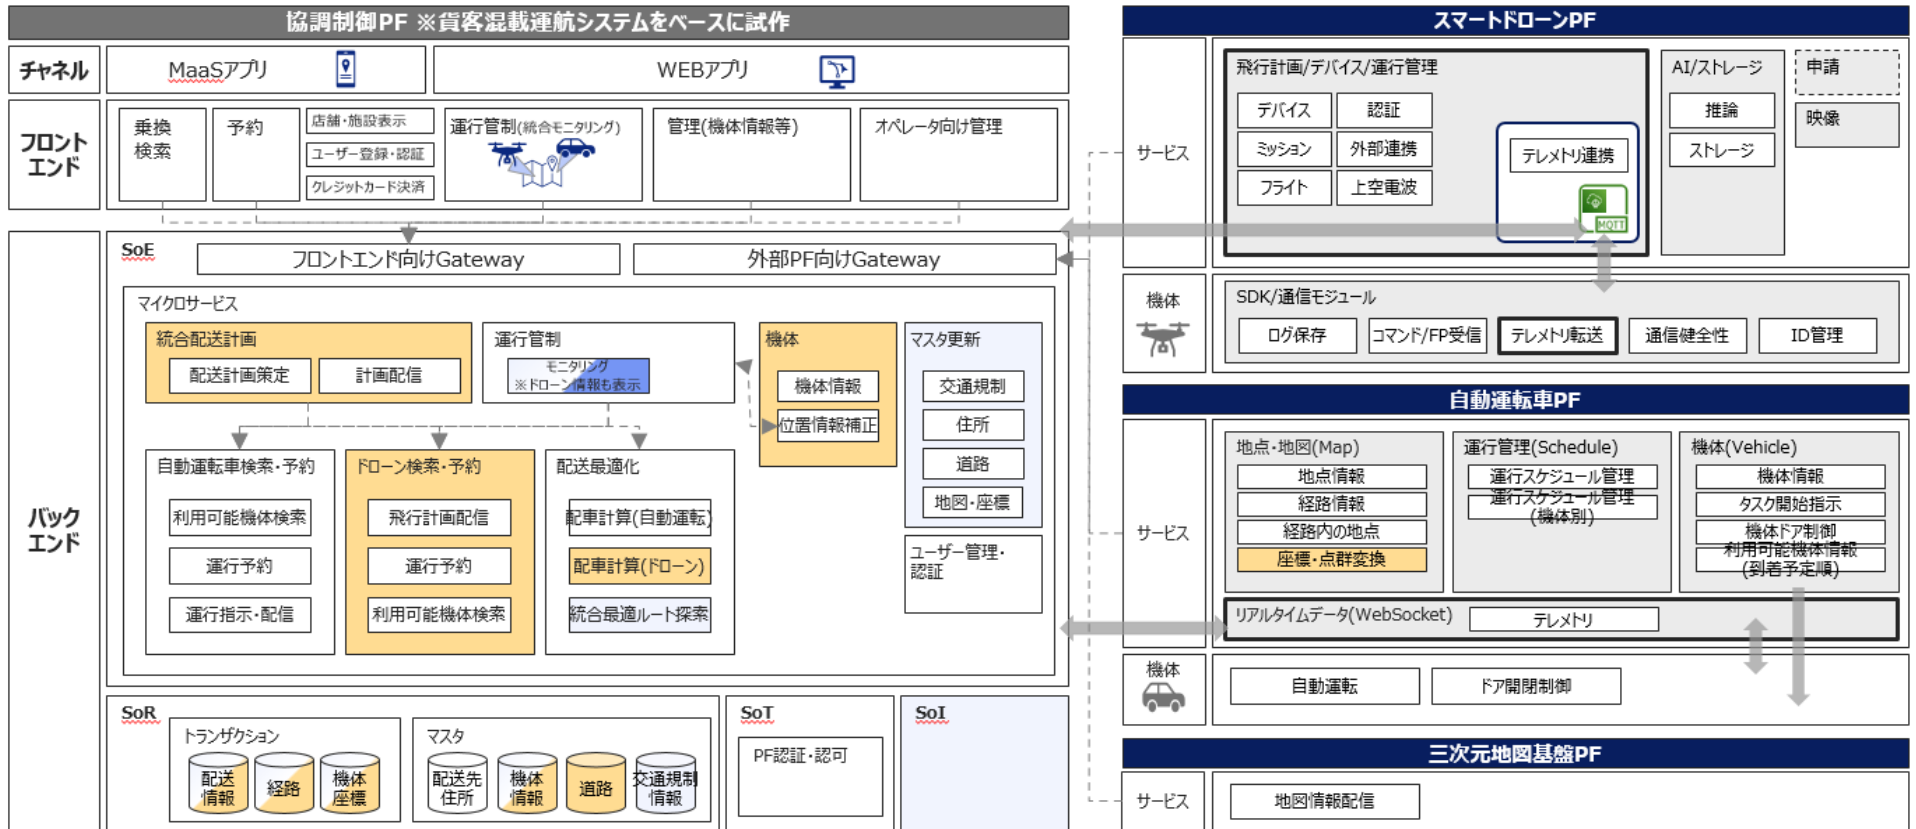 協調制御PF ※貨客混載運航システムをベースに試作
チャネル
MaaSアプリ
WEBアプリ
フロント
エンド
乗換
検索
予約
店舗・施設表示
ユーザー登録・認証
クレジットカード決済
運行管制(統合モニタリング)
管理(機体情報等)
オペレータ向け管理
バック
エンド
SoE
フロントエンド向けGateway
外部PF向けGateway
マイクロサービス
統合配送計画
配送計画策定
計画配信
運行管制
モニタリング
※ドローン情報も表示
機体
機体情報
位置情報補正
マスタ更新
交通規制
住所
道路
地図・座標
自動運転車検索・予約
利用可能機体検索
運行予約
運行指示・配信
ドローン検索・予約
飛行計画配信
運行予約
利用可能機体検索
配送最適化
配車計算(自動運転)
配車計算(ドローン)
統合最適ルート探索
ユーザー管理・
認証
SoR
トランザクション
配送
情報
経路
機体
座標
マスタ
配送先
住所
機体
情報
道路
交通規制
情報
SoT
PF認証・認可
SoI
スマートドローンPF
サービス
飛行計画/デバイス/運行管理
デバイス
認証
ミッション
外部連携
フライト
上空電波
テレメトリ連携
MQTT
AI/ストレージ
推論
ストレージ
申請
映像
機体
SDK/通信モジュール
ログ保存
コマンド/FP受信
テレメトリ転送
通信健全性
ID管理
自動運転車PF
サービス
地点・地図(Map)
地点情報
経路情報
経路内の地点
座標・点群変換
運行管理(Schedule)
運行スケジュール管理
運行スケジュール管理
(機体別)
機体(Vehicle)
機体情報
タスク開始指示
機体ドア制御
利用可能機体情報
(到着予定順)
リアルタイムデータ(WebSocket)
テレメトリ
機体
自動運転
ドア開閉制御
三次元地図基盤PF
サービス
地図情報配信